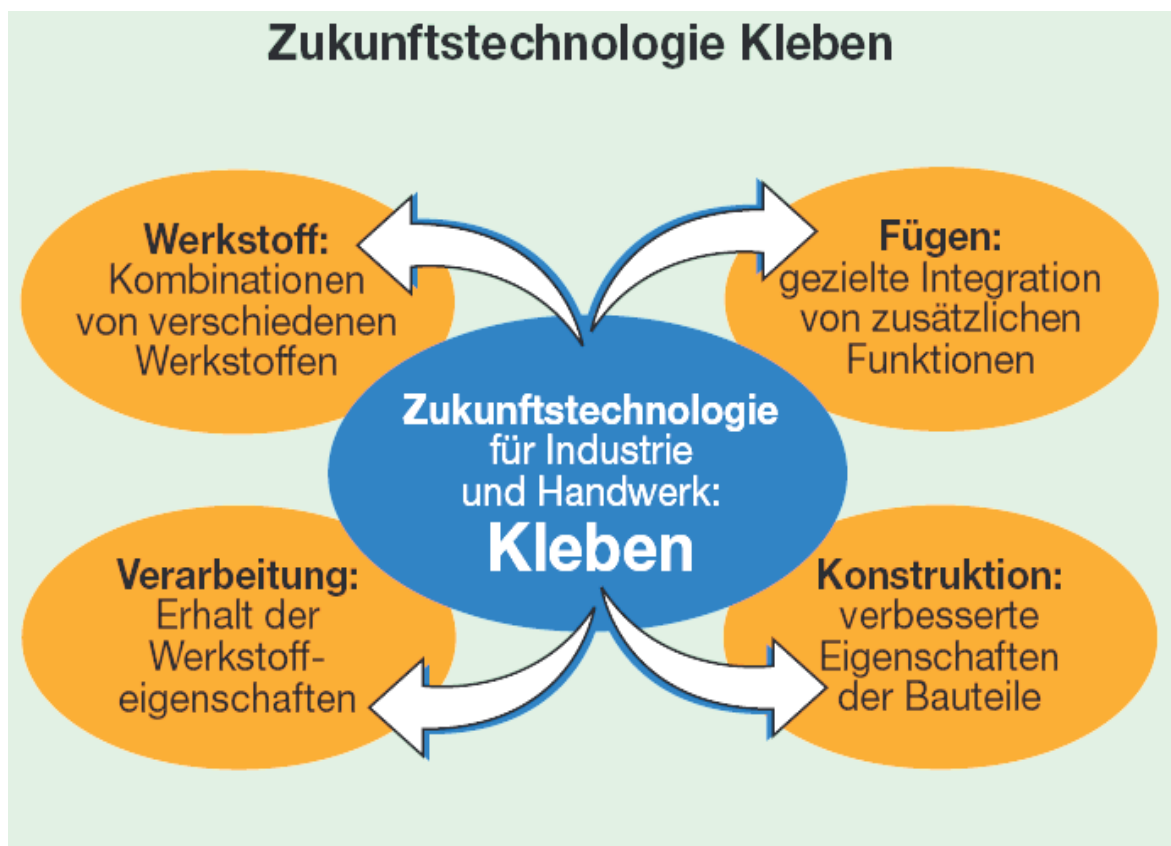 Zukunftstechnologie Kleben
Werkstoff:
Kombinationen
von verschiedenen
Werkstoffen
Fügen:
gezielte Integration
von zusätzlichen
Funktionen
Zukunftstechnologie
für Industrie
und Handwerk:
Kleben
Verarbeitung:
Erhalt der
Werkstoff-
eigenschaften
Konstruktion:
verbesserte
Eigenschaften
der Bauteile